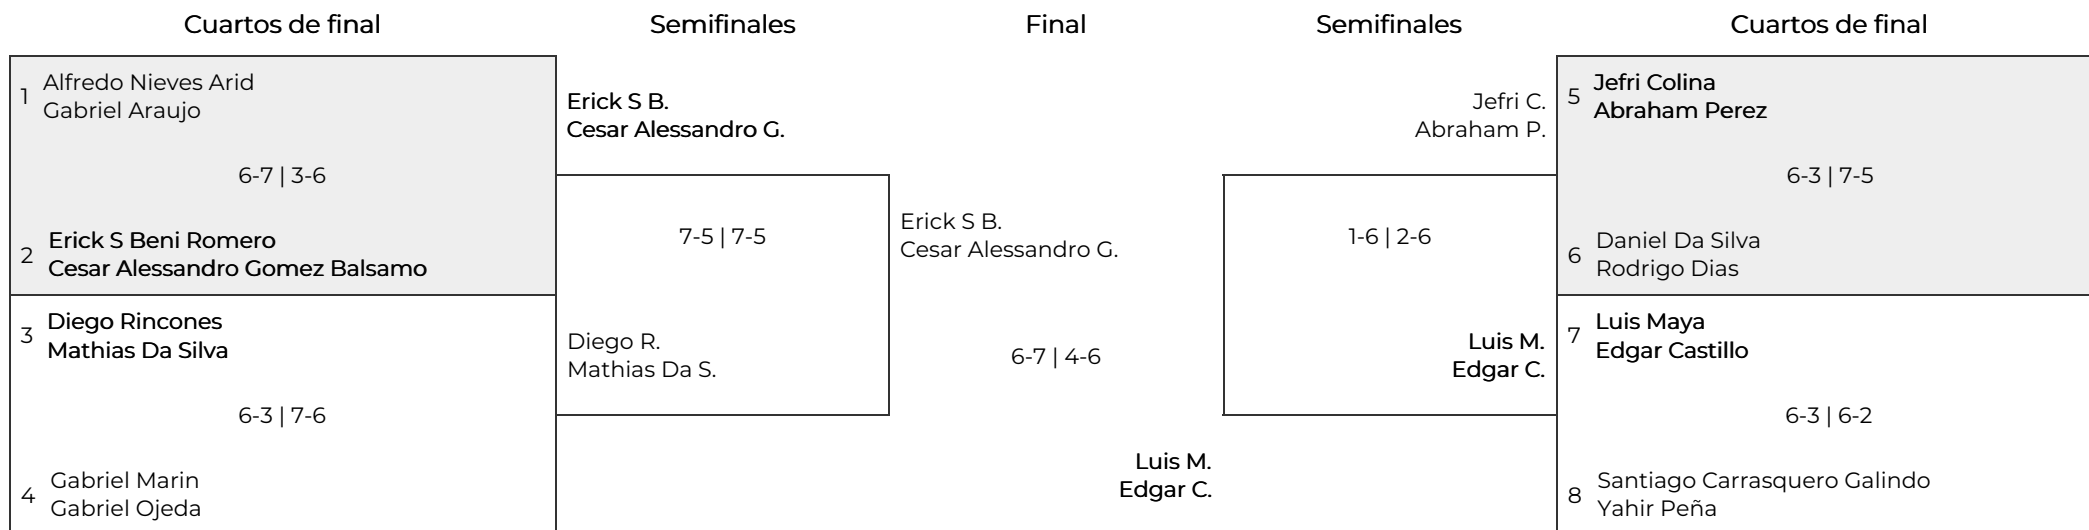 Cuartos de final
Semifinales
Final
Semifinales
Cuartos de final
1
Alfredo Nieves Arid
Gabriel Araujo
6-7 | 3-6
2
Erick S Beni Romero
Cesar Alessandro Gomez Balsamo
3
Diego Rincones
Mathias Da Silva
6-3 | 7-6
4
Gabriel Marin
Gabriel Ojeda
Erick S B.
Cesar Alessandro G.
7-5 | 7-5
Diego R.
Mathias Da S.
Erick S B.
Cesar Alessandro G.
6-7 | 4-6
Luis M.
Edgar C.
Jefri C.
Abraham P.
1-6 | 2-6
Luis M.
Edgar C.
5
Jefri Colina
Abraham Perez
6-3 | 7-5
6
Daniel Da Silva
Rodrigo Dias
7
Luis Maya
Edgar Castillo
6-3 | 6-2
8
Santiago Carrasquero Galindo
Yahir Peña